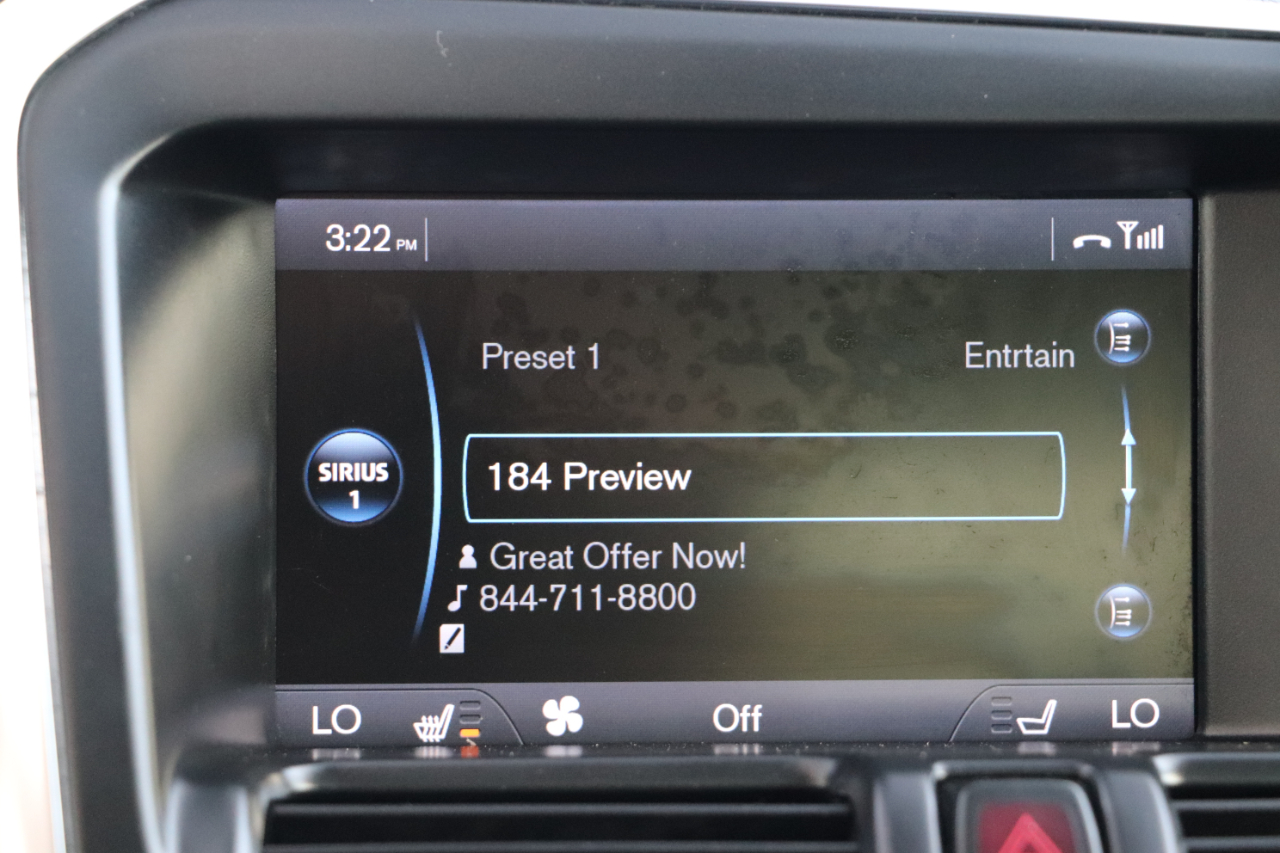 3:22 PM
Preset 1 Entrtain
SIRIUS
1
184 Preview
Great Offer Now!
844-711-8800
LO Off LO